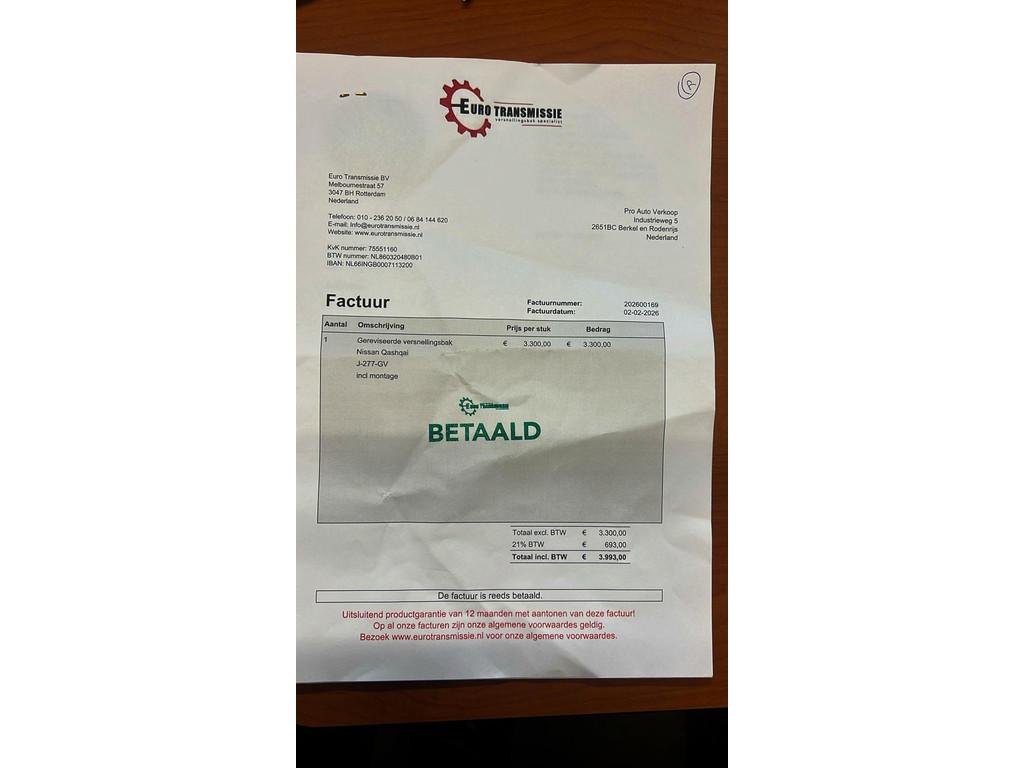 EURO TRANSMISSIE
versnellingsbak specialist
R
Euro Transmissie BV
Melbournestraat 57
3047 BH Rotterdam
Nederland
Telefoon: 010 - 236 20 50 / 06 84 144 620
E-mail: Info@eurotransmissie.nl
Website: www.eurotransmissie.nl
KvK nummer: 75551160
BTW nummer: NL860320480B01
IBAN: NL66INGB0007113200
Pro Auto Verkoop
Industrieweg 5
2651BC Berkel en Rodenrijs
Nederland
Factuur
Factuurnummer: 202600169
Factuurdatum: 02-02-2026
Aantal Omschrijving Prijs per stuk Bedrag
1 Gereviseerde versnellingsbak € 3.300,00 € 3.300,00
Nissan Qashqai
J-277-GV
incl montage
EURO TRANSMISSIE
BETAALD
Totaal excl. BTW € 3.300,00
21% BTW € 693,00
Totaal incl. BTW € 3.993,00
De factuur is reeds betaald.
Uitsluitend productgarantie van 12 maanden met aantonen van deze factuur!
Op al onze facturen zijn onze algemene voorwaardes geldig.
Bezoek www.eurotransmissie.nl voor onze algemene voorwaardes.